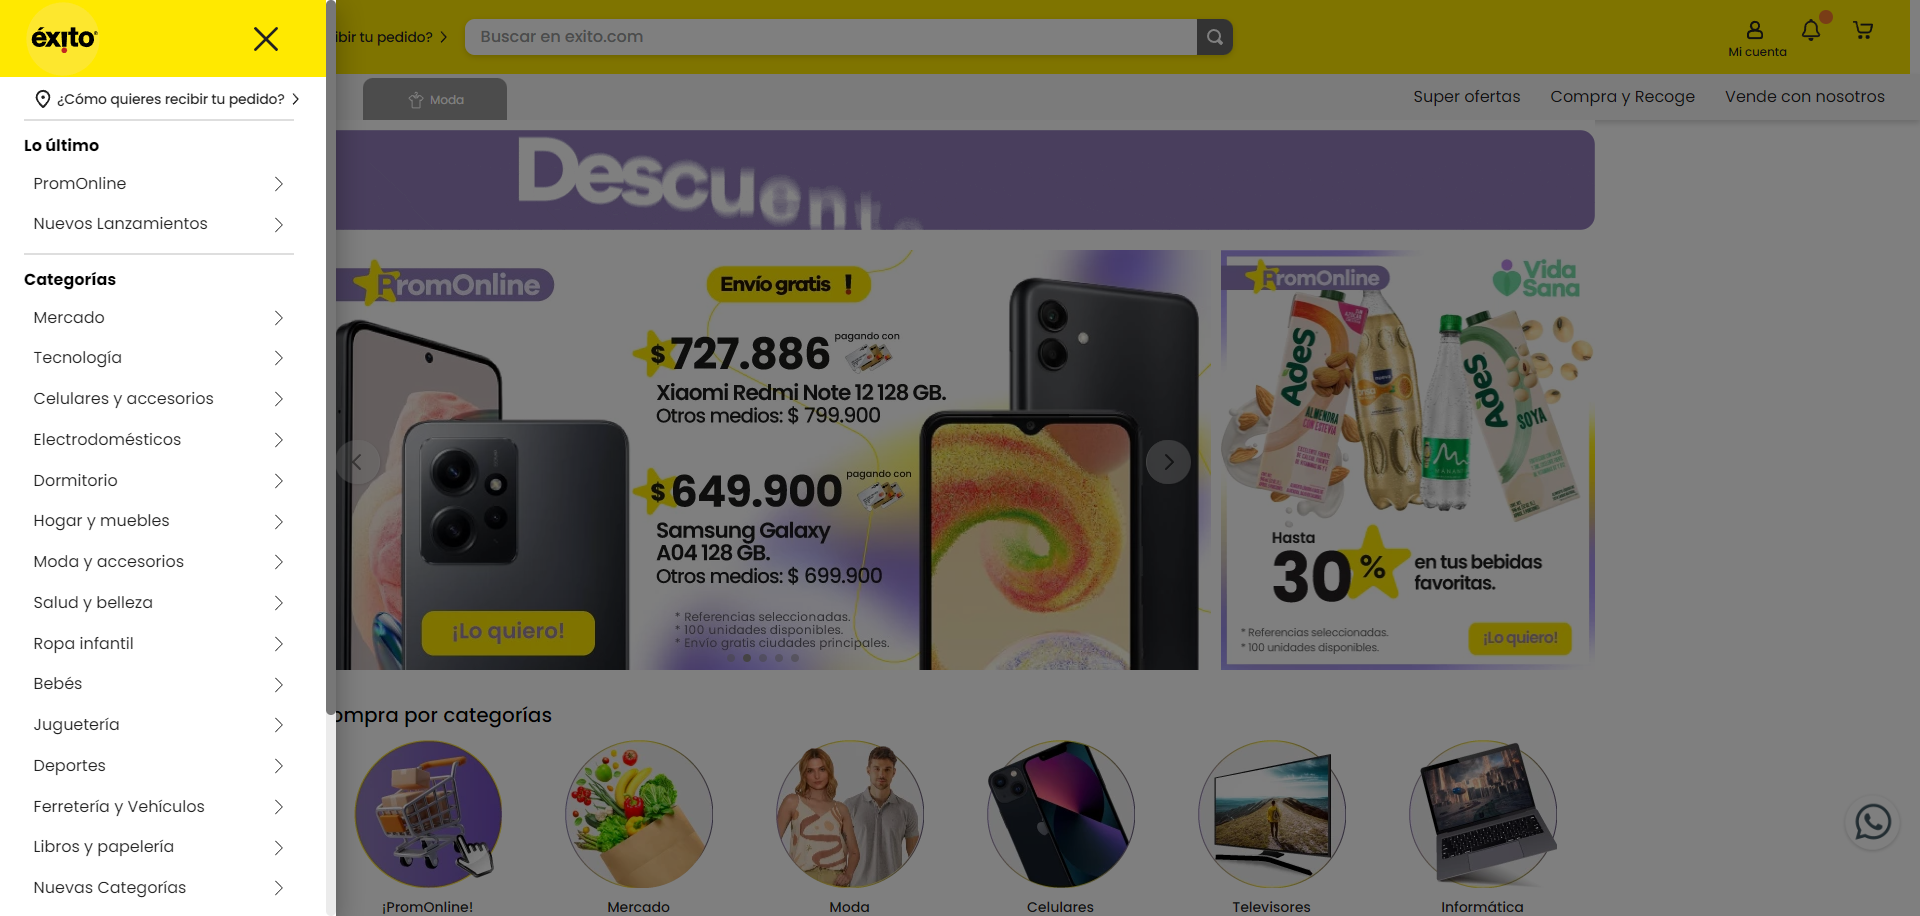 éxito
¿Cómo quieres recibir tu pedido?
Lo último
PromOnline
Nuevos Lanzamientos
Categorías
Mercado
Tecnología
Celulares y accesorios
Electrodomésticos
Dormitorio
Hogar y muebles
Moda y accesorios
Salud y belleza
Ropa infantil
Bebés
Juguetería
Deportes
Ferretería y Vehículos
Libros y papelería
Nuevas Categorías
ibir tu pedido?
Buscar en exito.com
Mi cuenta
Moda
Super ofertas
Compra y Recoge
Vende con nosotros
Descuent
PromOnline
Envío gratis !
$ 727.886
pagando con
Xiaomi Redmi Note 12 128 GB.
Otros medios: $ 799.900
$ 649.900
pagando con
Samsung Galaxy
A04 128 GB.
Otros medios: $ 699.900
¡Lo quiero!
* Referencias seleccionadas.
* 100 unidades disponibles.
* Envío gratis ciudades principales.
PromOnline
Vida
Sana
Ades
ALMENDRA
CON ESTEVIA
Ades
SOYA
Hasta
30 %
en tus bebidas
favoritas.
* Referencias seleccionadas.
* 100 unidades disponibles.
¡Lo quiero!
ompra por categorías
¡PromOnline!
Mercado
Moda
Celulares
Televisores
Informática